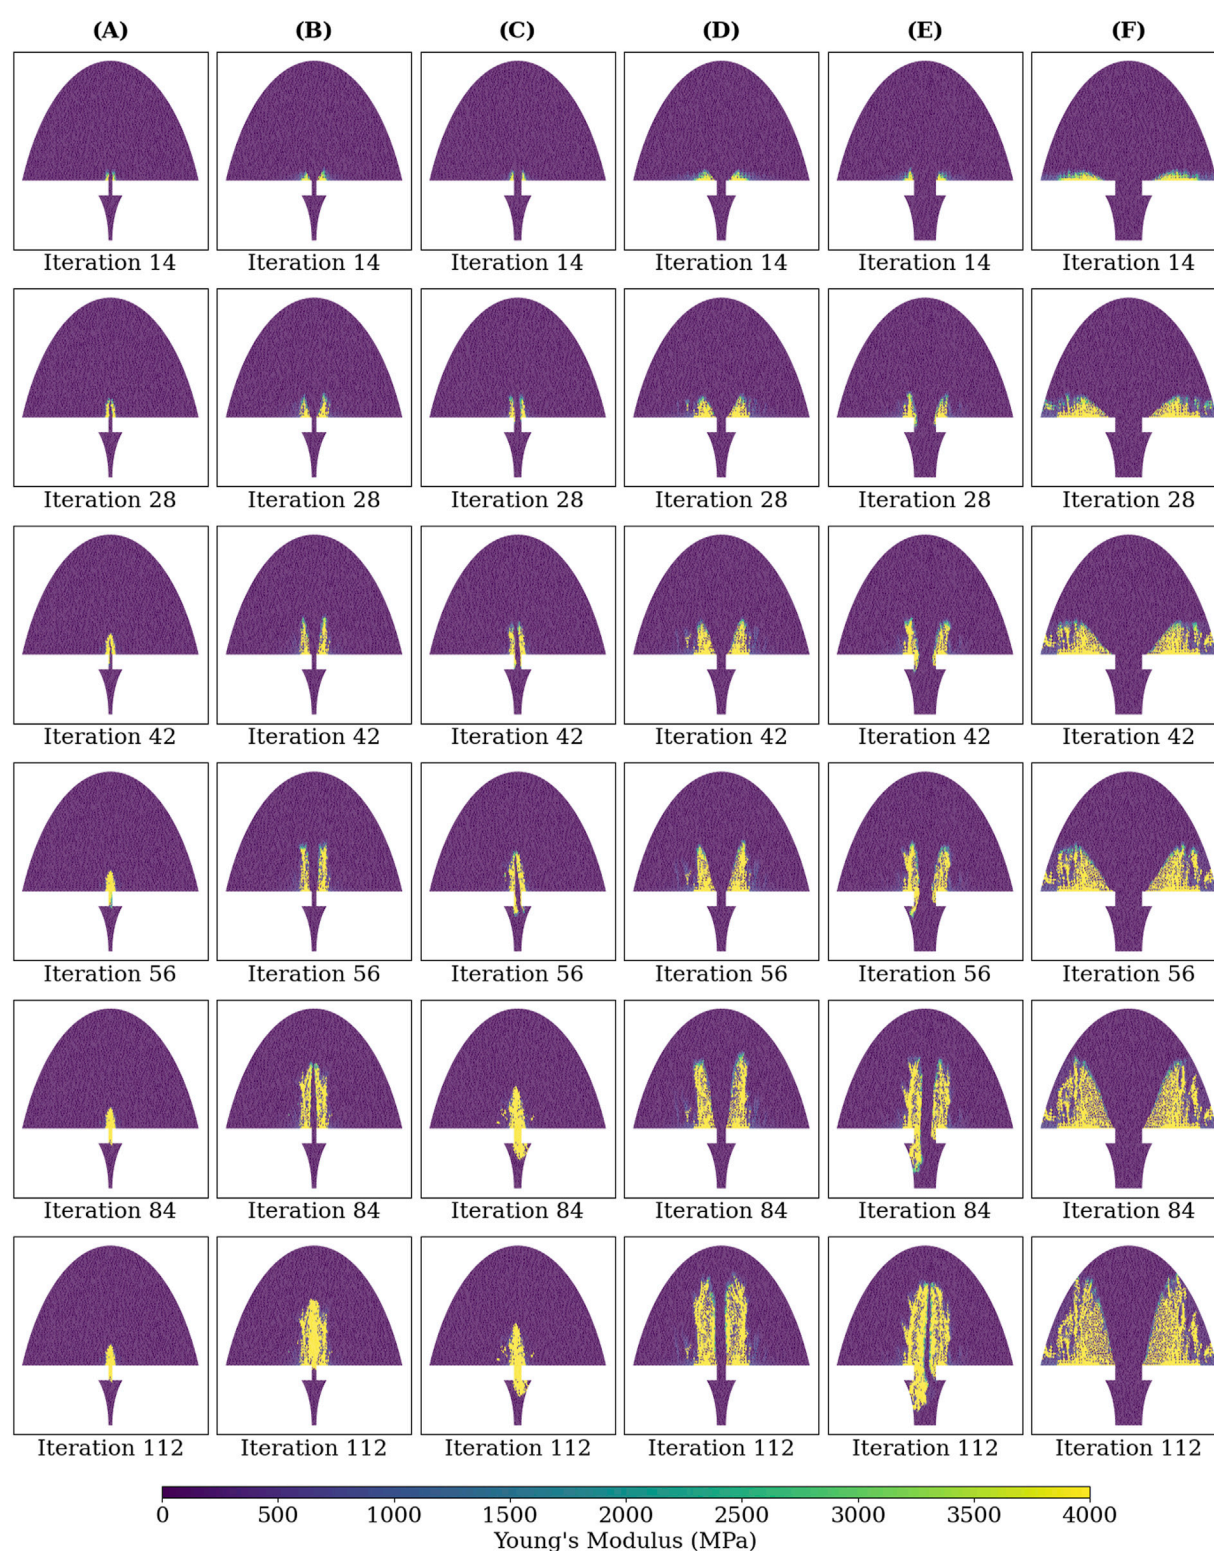 (A) (B) (C) (D) (E) (F)
Iteration 14 Iteration 14 Iteration 14 Iteration 14 Iteration 14 Iteration 14
Iteration 28 Iteration 28 Iteration 28 Iteration 28 Iteration 28 Iteration 28
Iteration 42 Iteration 42 Iteration 42 Iteration 42 Iteration 42 Iteration 42
Iteration 56 Iteration 56 Iteration 56 Iteration 56 Iteration 56 Iteration 56
Iteration 84 Iteration 84 Iteration 84 Iteration 84 Iteration 84 Iteration 84
Iteration 112 Iteration 112 Iteration 112 Iteration 112 Iteration 112 Iteration 112
0 500 1000 1500 2000 2500 3000 3500 4000
Young's Modulus (MPa)